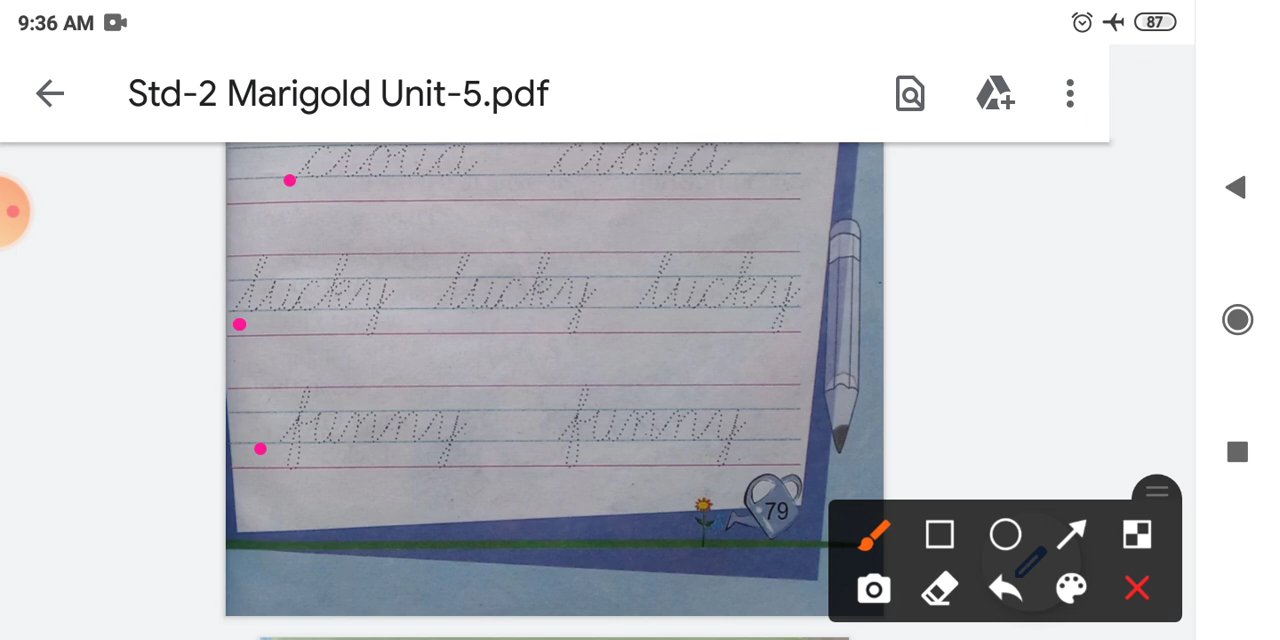 9:36 AM 87
Std-2 Marigold Unit-5.pdf
lucky lucky lucky
funny funny
79